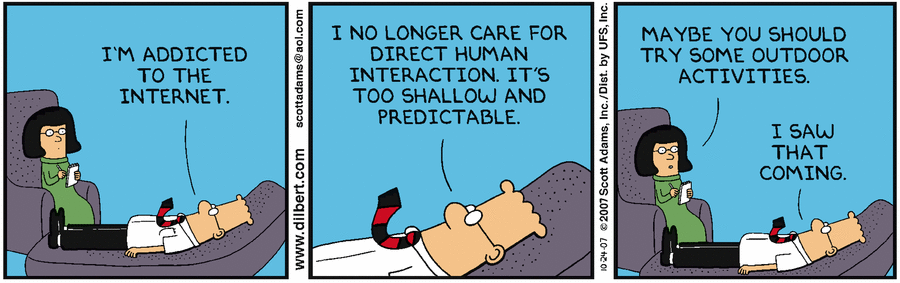 I'M ADDICTED
TO THE
INTERNET.
www.dilbert.com
scottadams@aol.com
I NO LONGER CARE FOR
DIRECT HUMAN
INTERACTION. IT'S
TOO SHALLOW AND
PREDICTABLE.
10-24-07 ©2007 Scott Adams, Inc./Dist. by UFS, Inc.
MAYBE YOU SHOULD
TRY SOME OUTDOOR
ACTIVITIES.
I SAW
THAT
COMING.